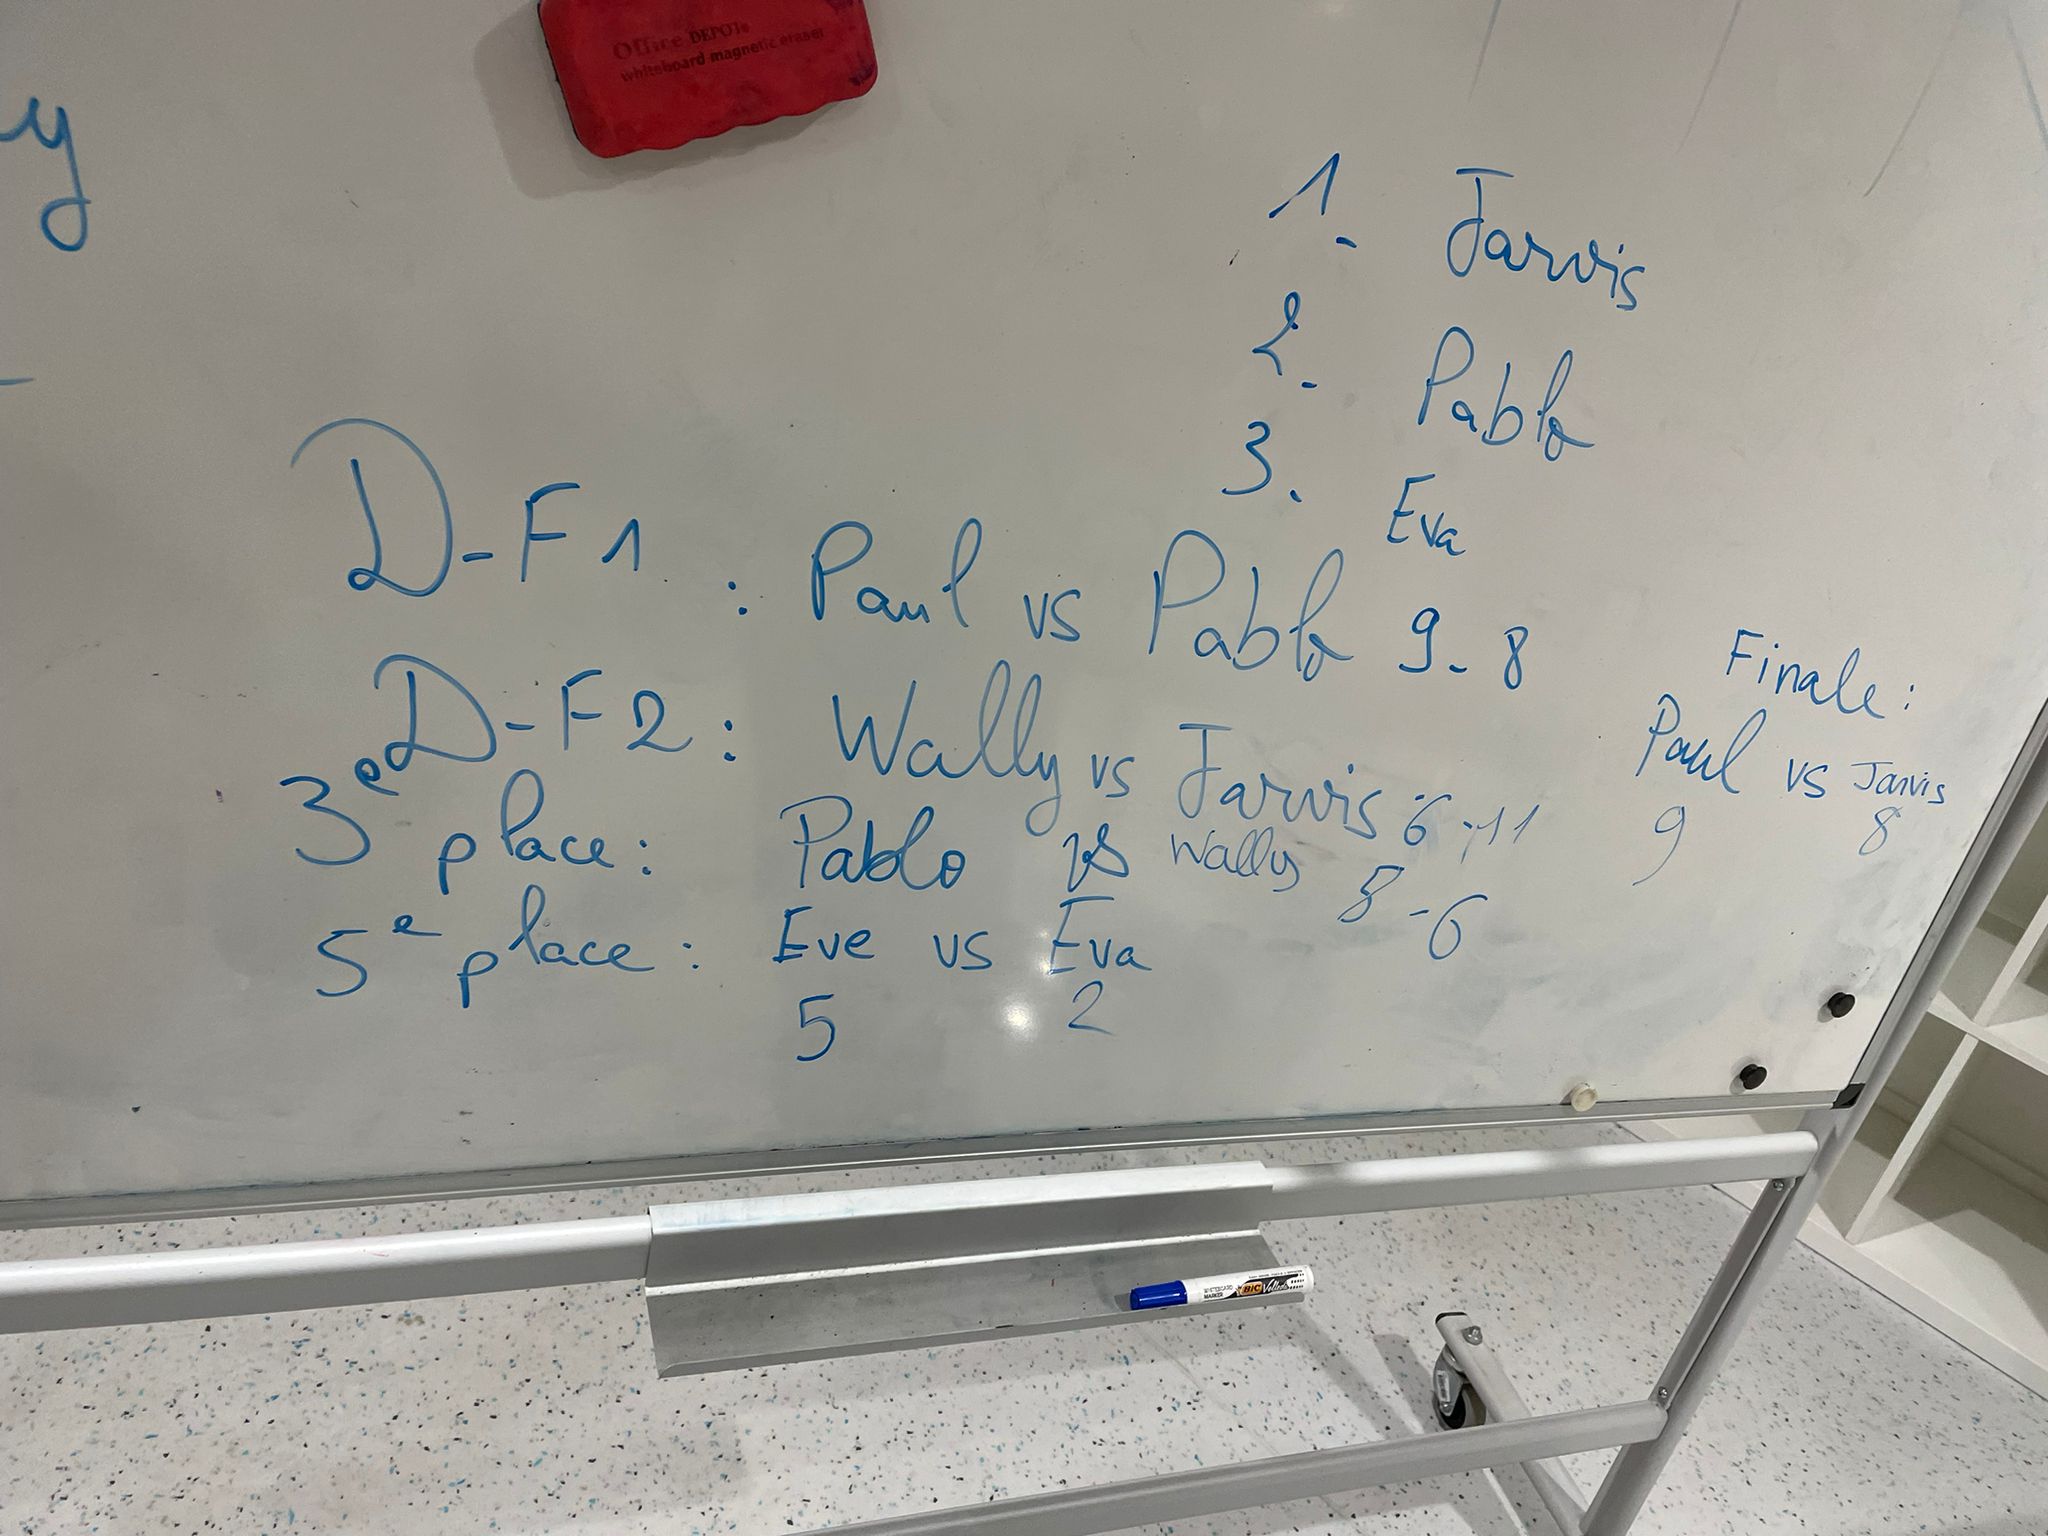 Office DEPOT
whiteboard magnetic eraser
y
1. Jarvis
2. Pablo
3. Eva
D-F1 : Paul vs Pablo 9-8
D-F2 : Wally vs Jarvis 6-11
3e place : Pablo vs Wally 8-6
5e place : Eve vs Eva
5 2
Finale :
Paul vs Jarvis
9 8
BIC Velleda